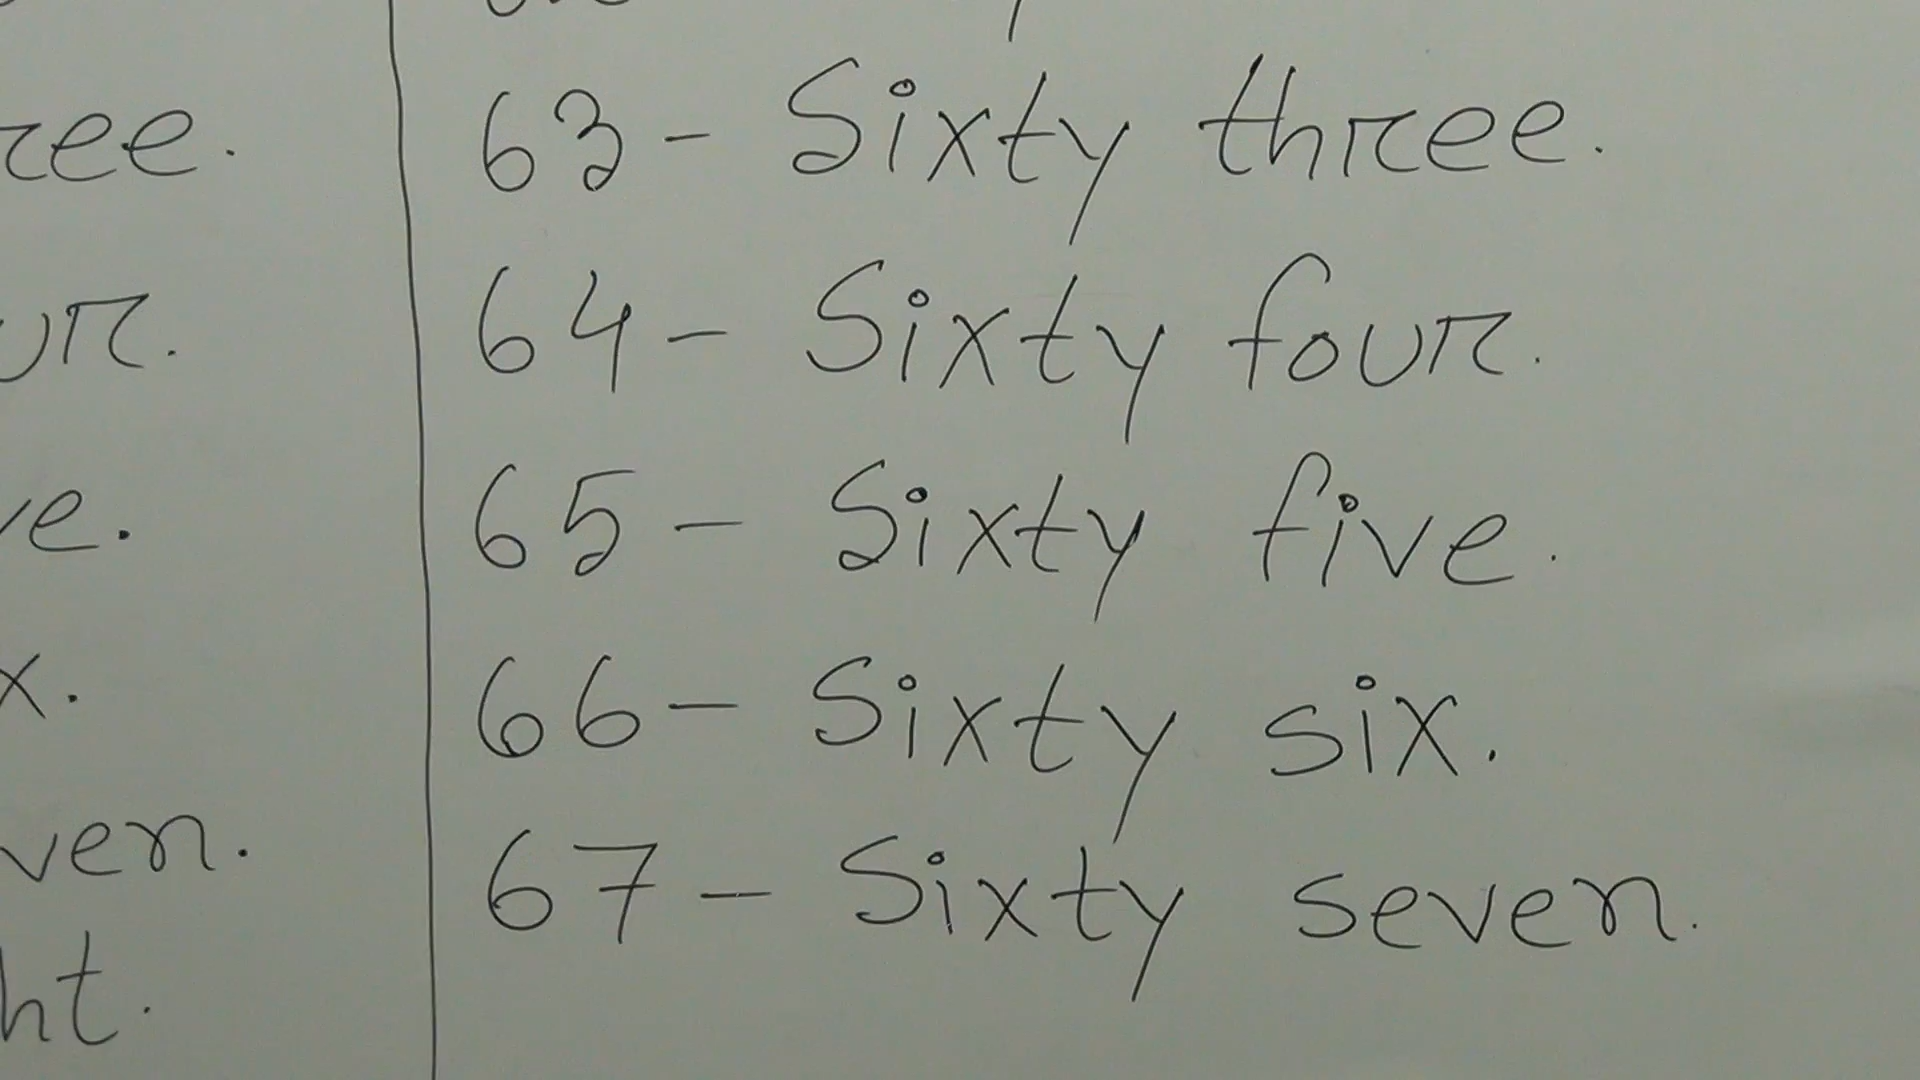 63 - Sixty three.
64 - Sixty four.
65 - Sixty five.
66 - Sixty six.
67 - Sixty seven.